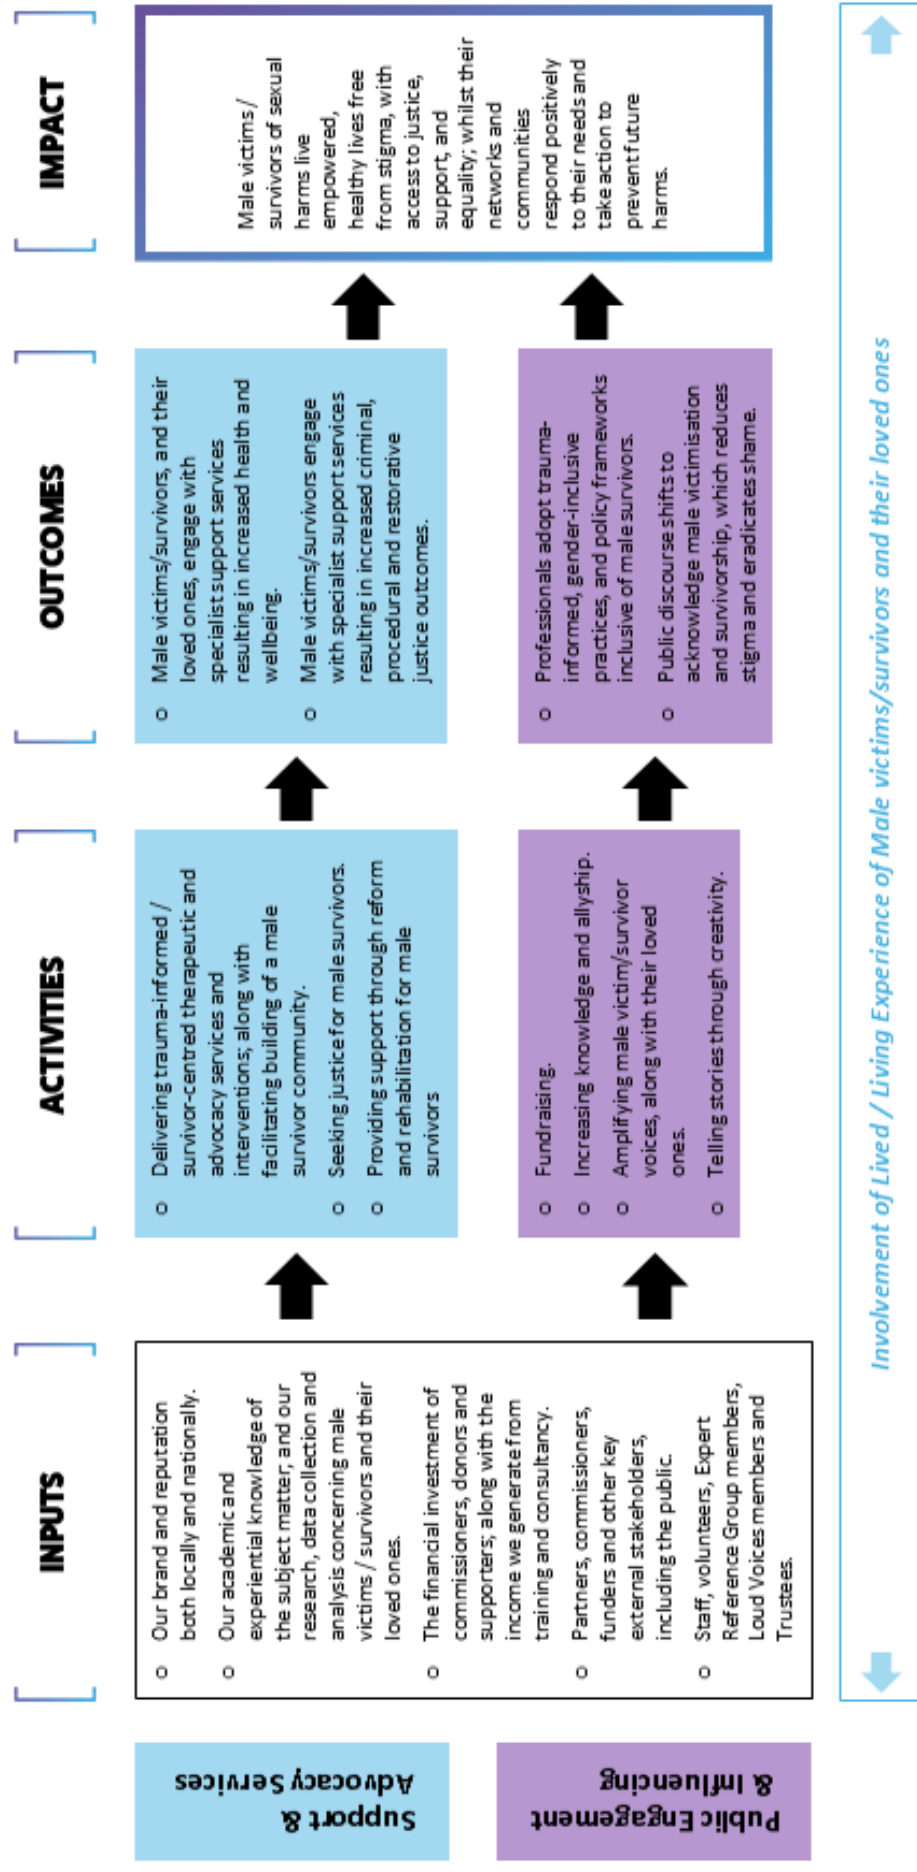 INPUTS
ACTIVITIES
OUTCOMES
IMPACT
Support &
Advocacy Services
Public Engagement
& Influencing
o Our brand and reputation
both locally and nationally.
o Our academic and
experiential knowledge of
the subject matter; and our
research, data collection and
analysis concerning male
victims / survivors and their
loved ones.
o The financial investment of
commissioners, donors and
supporters; along with the
income we generate from
training and consultancy.
o Partners, commissioners,
funders and other key
external stakeholders,
including the public.
o Staff, volunteers, Expert
Reference Group members,
Loud Voices members and
Trustees.
o Delivering trauma-informed /
survivor-centred therapeutic and
advocacy services and
interventions; along with
facilitating building of a male
survivor community.
o Seeking justice for male survivors.
o Providing support through reform
and rehabilitation for male
survivors
o Fundraising.
o Increasing knowledge and allyship.
o Amplifying male victim/survivor
voices, along with their loved
ones.
o Telling stories through creativity.
o Male victims/survivors, and their
loved ones, engage with
specialist support services
resulting in increased health and
wellbeing.
o Male victims/survivors engage
with specialist support services
resulting in increased criminal,
procedural and restorative
justice outcomes.
o Professionals adopt trauma-
informed, gender-inclusive
practices, and policy frameworks
inclusive of male survivors.
o Public discourse shifts to
acknowledge male victimisation
and survivorship, which reduces
stigma and eradicates shame.
Male victims /
survivors of sexual
harms live
empowered,
healthy lives free
from stigma, with
access to justice,
support, and
equality; whilst their
networks and
communities
respond positively
to their needs and
take action to
prevent future
harms.
Involvement of Lived / Living Experience of Male victims/survivors and their loved ones